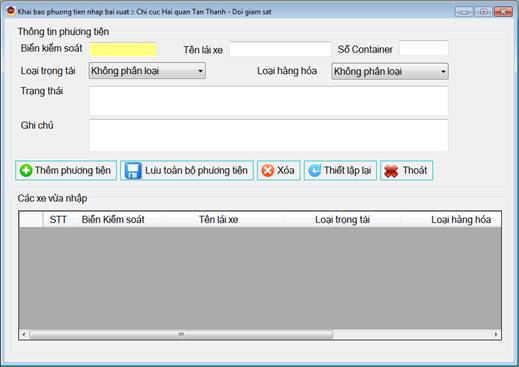 Khai bao phuong tien nhap bai xuat :: Chi cuc Hai quan Tan Thanh - Doi giam sat
Thông tin phương tiện
Biển kiểm soát Tên lái xe Số Container
Loại trọng tải Không phân loại Loại hàng hóa Không phân loại
Trạng thái
Ghi chú
Thêm phương tiện Lưu toàn bộ phương tiện Xóa Thiết lập lại Thoát
Các xe vừa nhập
STT Biển Kiểm soát Tên lái xe Loại trọng tải Loại hàng hóa